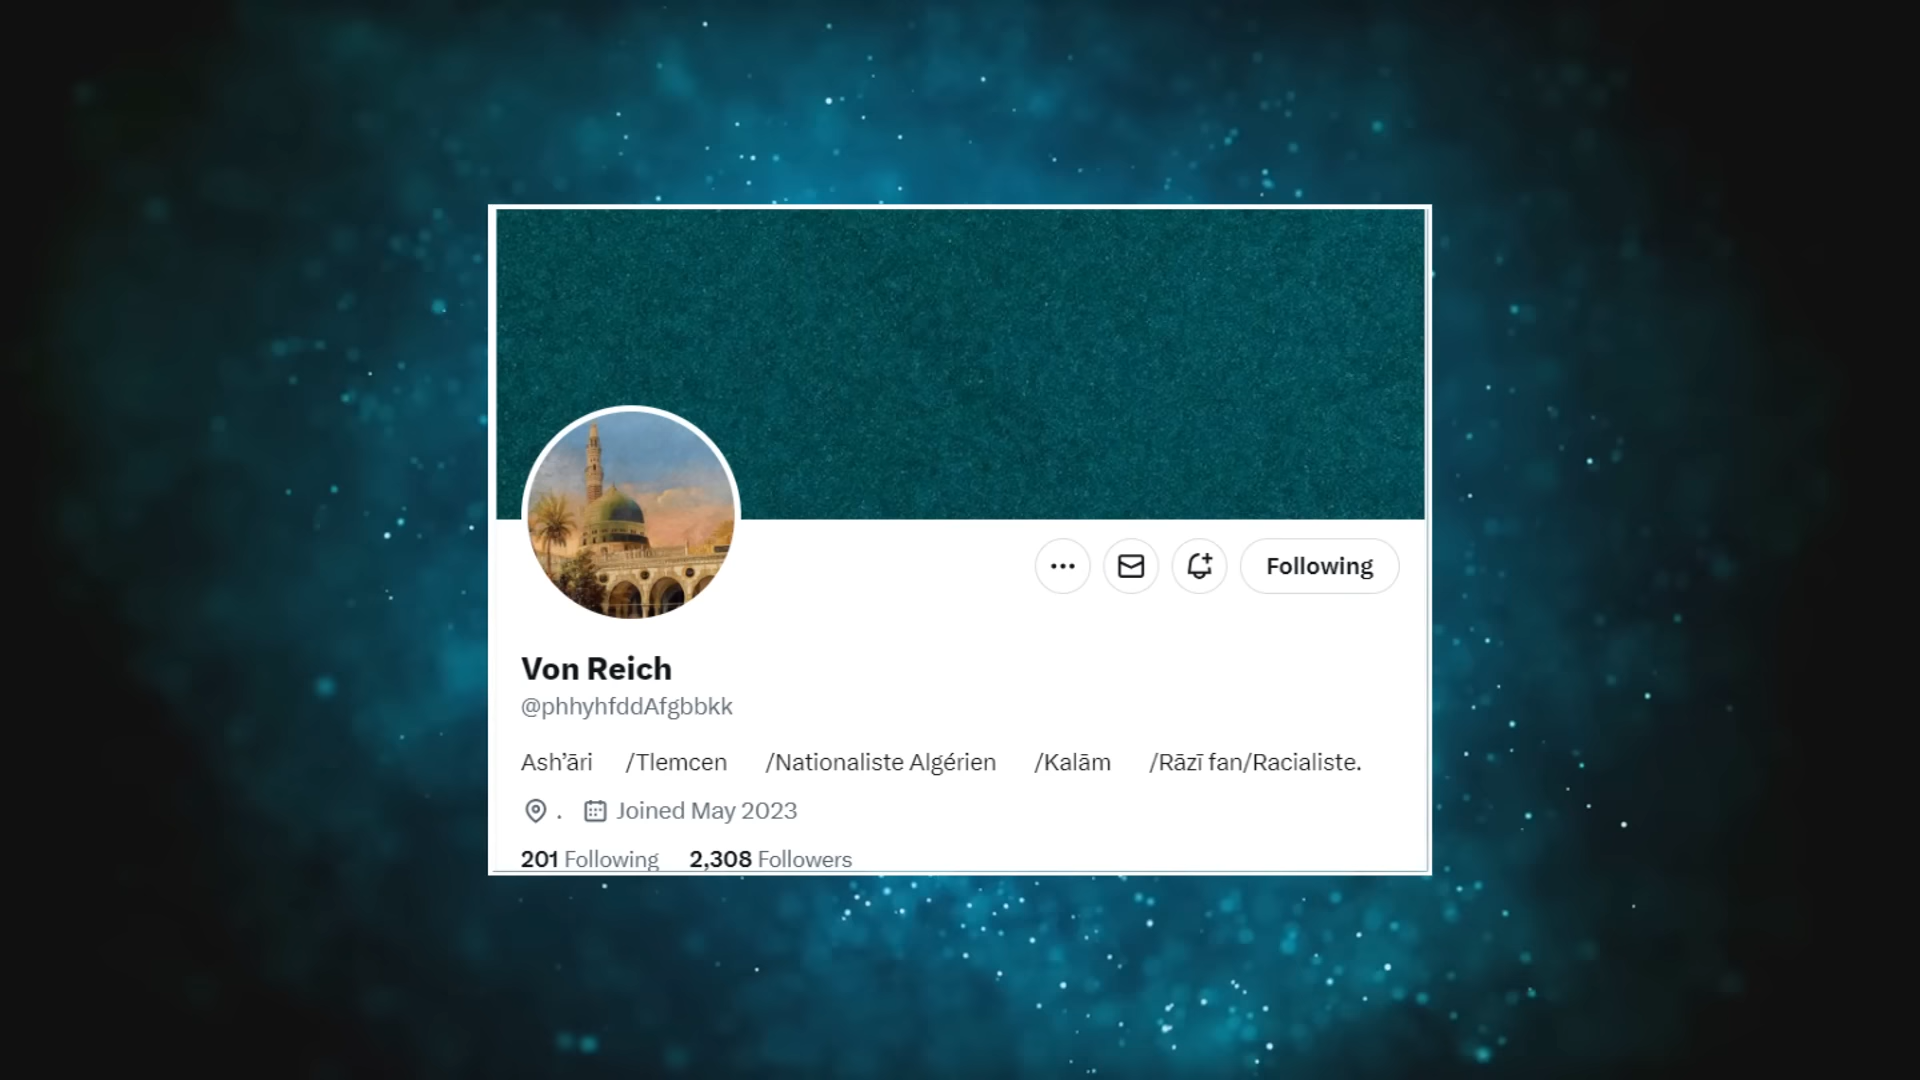 Following
Von Reich
@phhyhfddAfgbbkk
Ash’āri /Tlemcen /Nationaliste Algérien /Kalām /Rāzī fan/Racialiste.
. Joined May 2023
201 Following 2,308 Followers